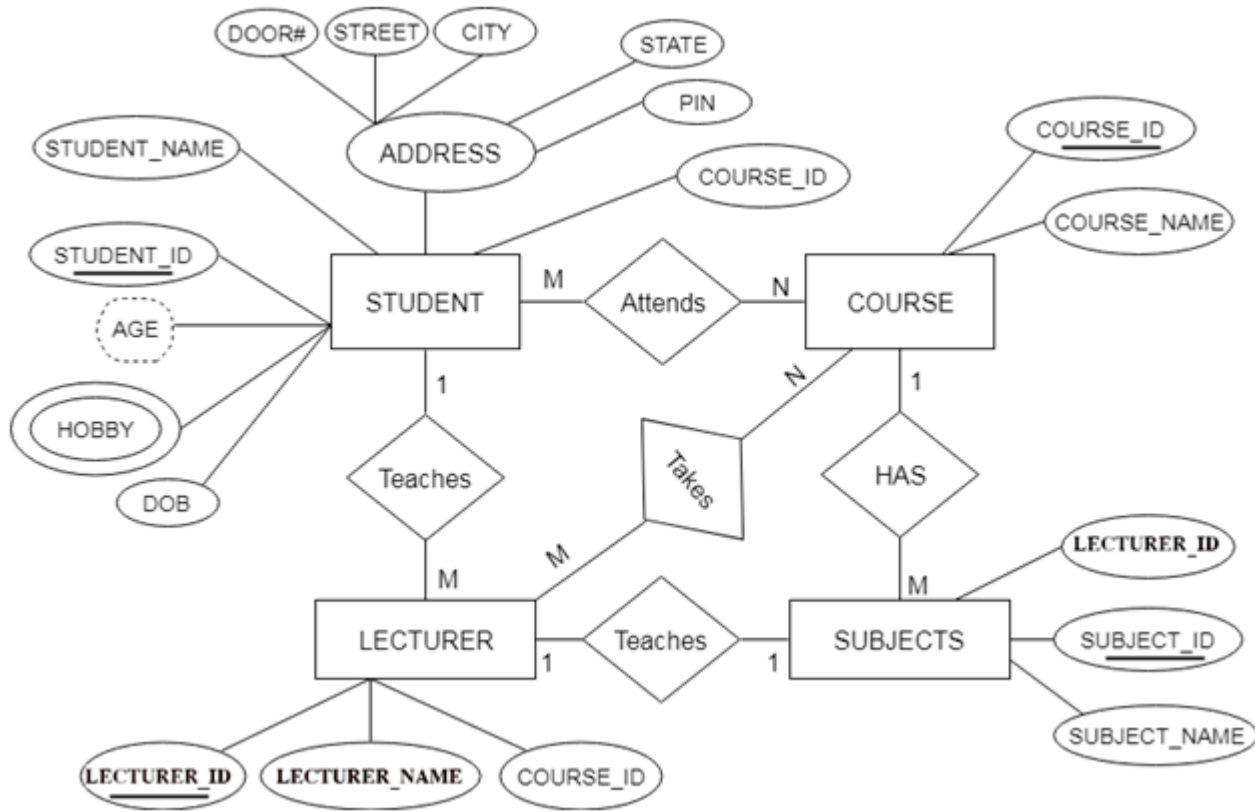 DOOR#
STREET
CITY
STATE
PIN
ADDRESS
STUDENT_NAME
COURSE_ID
COURSE_ID
COURSE_NAME
STUDENT_ID
AGE
HOBBY
DOB
STUDENT
M
Attends
N
COURSE
1
Teaches
M
N
Takes
M
1
HAS
M
LECTURER
1
Teaches
1
SUBJECTS
LECTURER_ID
SUBJECT_ID
SUBJECT_NAME
LECTURER_ID
LECTURER_NAME
COURSE_ID